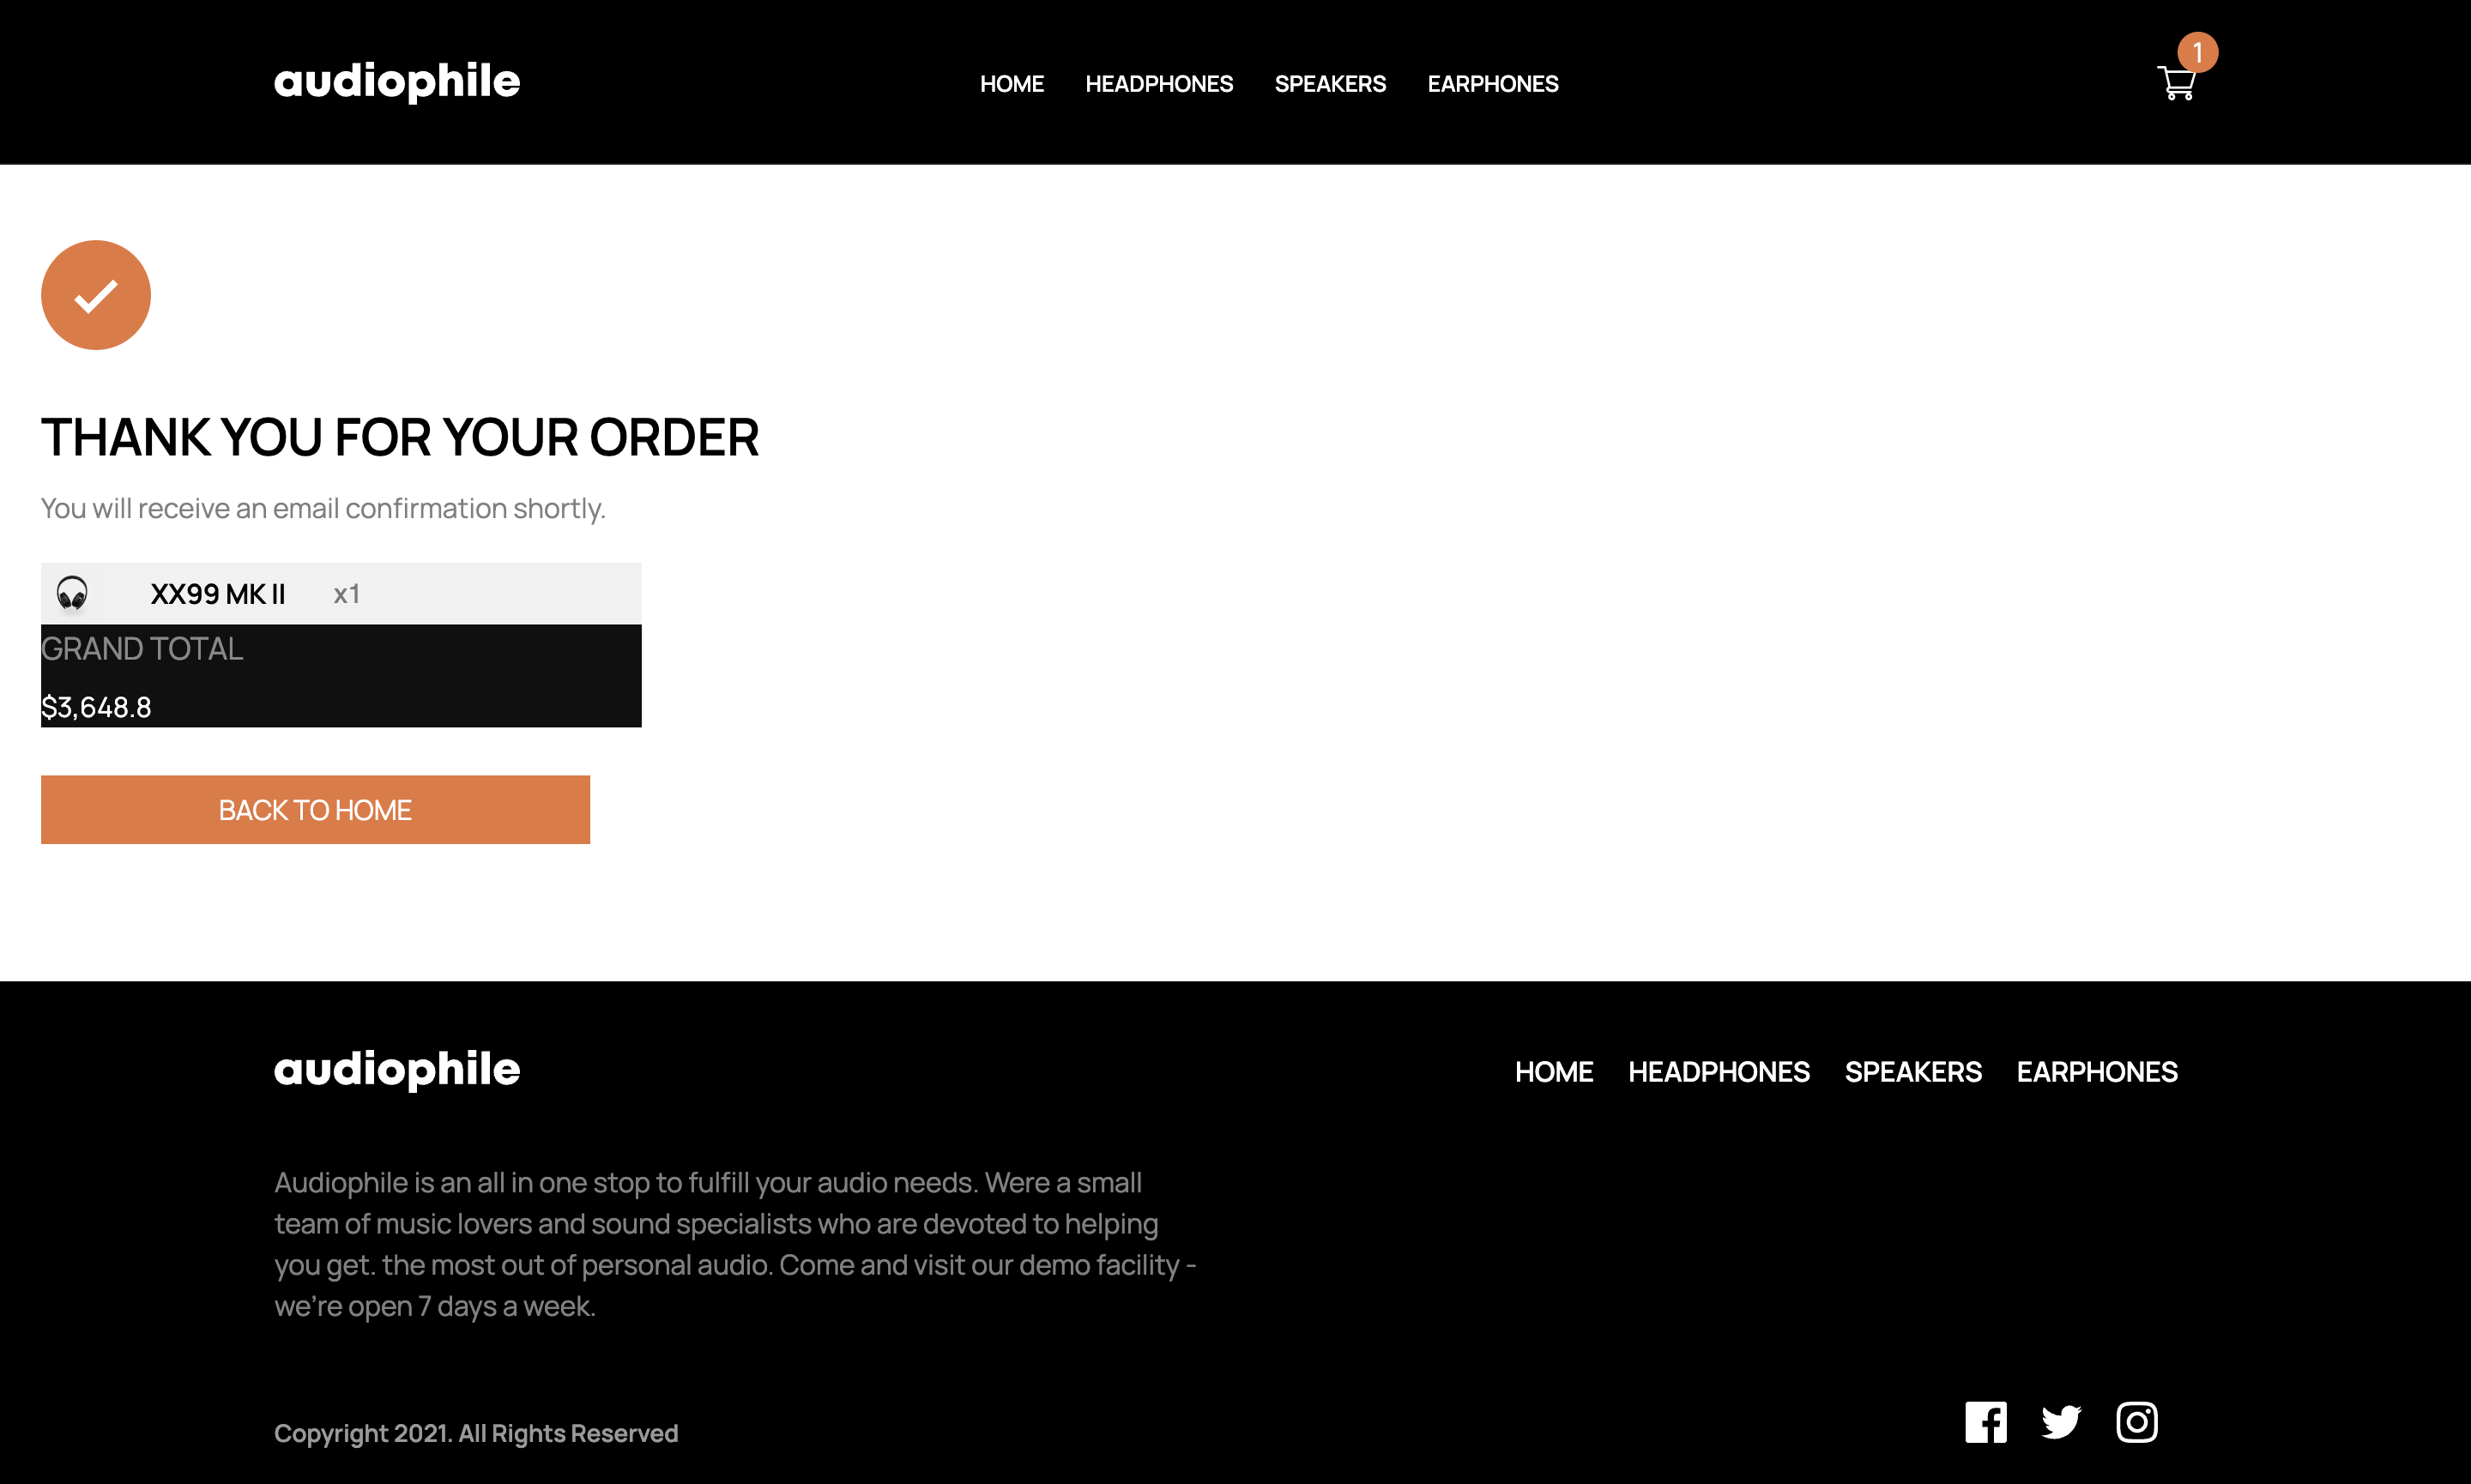 audiophile
HOME HEADPHONES SPEAKERS EARPHONES
1
THANK YOU FOR YOUR ORDER
You will receive an email confirmation shortly.
XX99 MK II x1
GRAND TOTAL
$3,648.8
BACK TO HOME
audiophile
HOME HEADPHONES SPEAKERS EARPHONES
Audiophile is an all in one stop to fulfill your audio needs. Were a small
team of music lovers and sound specialists who are devoted to helping
you get. the most out of personal audio. Come and visit our demo facility -
we’re open 7 days a week.
Copyright 2021. All Rights Reserved